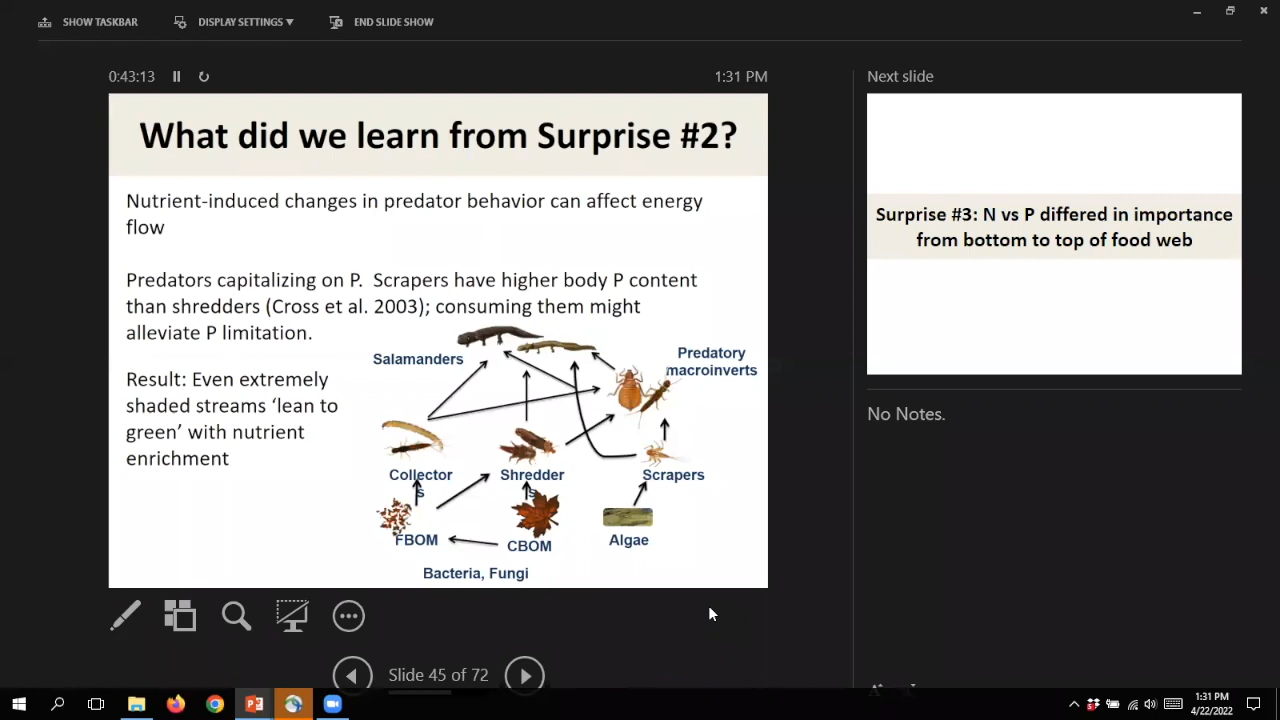 SHOW TASKBAR
DISPLAY SETTINGS ▼
END SLIDE SHOW
0:43:13
1:31 PM
Next slide
What did we learn from Surprise #2?
Nutrient-induced changes in predator behavior can affect energy
flow
Predators capitalizing on P.  Scrapers have higher body P content
than shredders (Cross et al. 2003); consuming them might
alleviate P limitation.
Result: Even extremely
shaded streams ‘lean to
green’ with nutrient
enrichment
Salamanders
Predatory
macroinverts
Collector
s
Shredder
s
Scrapers
FBOM
CBOM
Algae
Bacteria, Fungi
Surprise #3: N vs P differed in importance
from bottom to top of food web
No Notes.
Slide 45 of 72
1:31 PM
4/22/2022